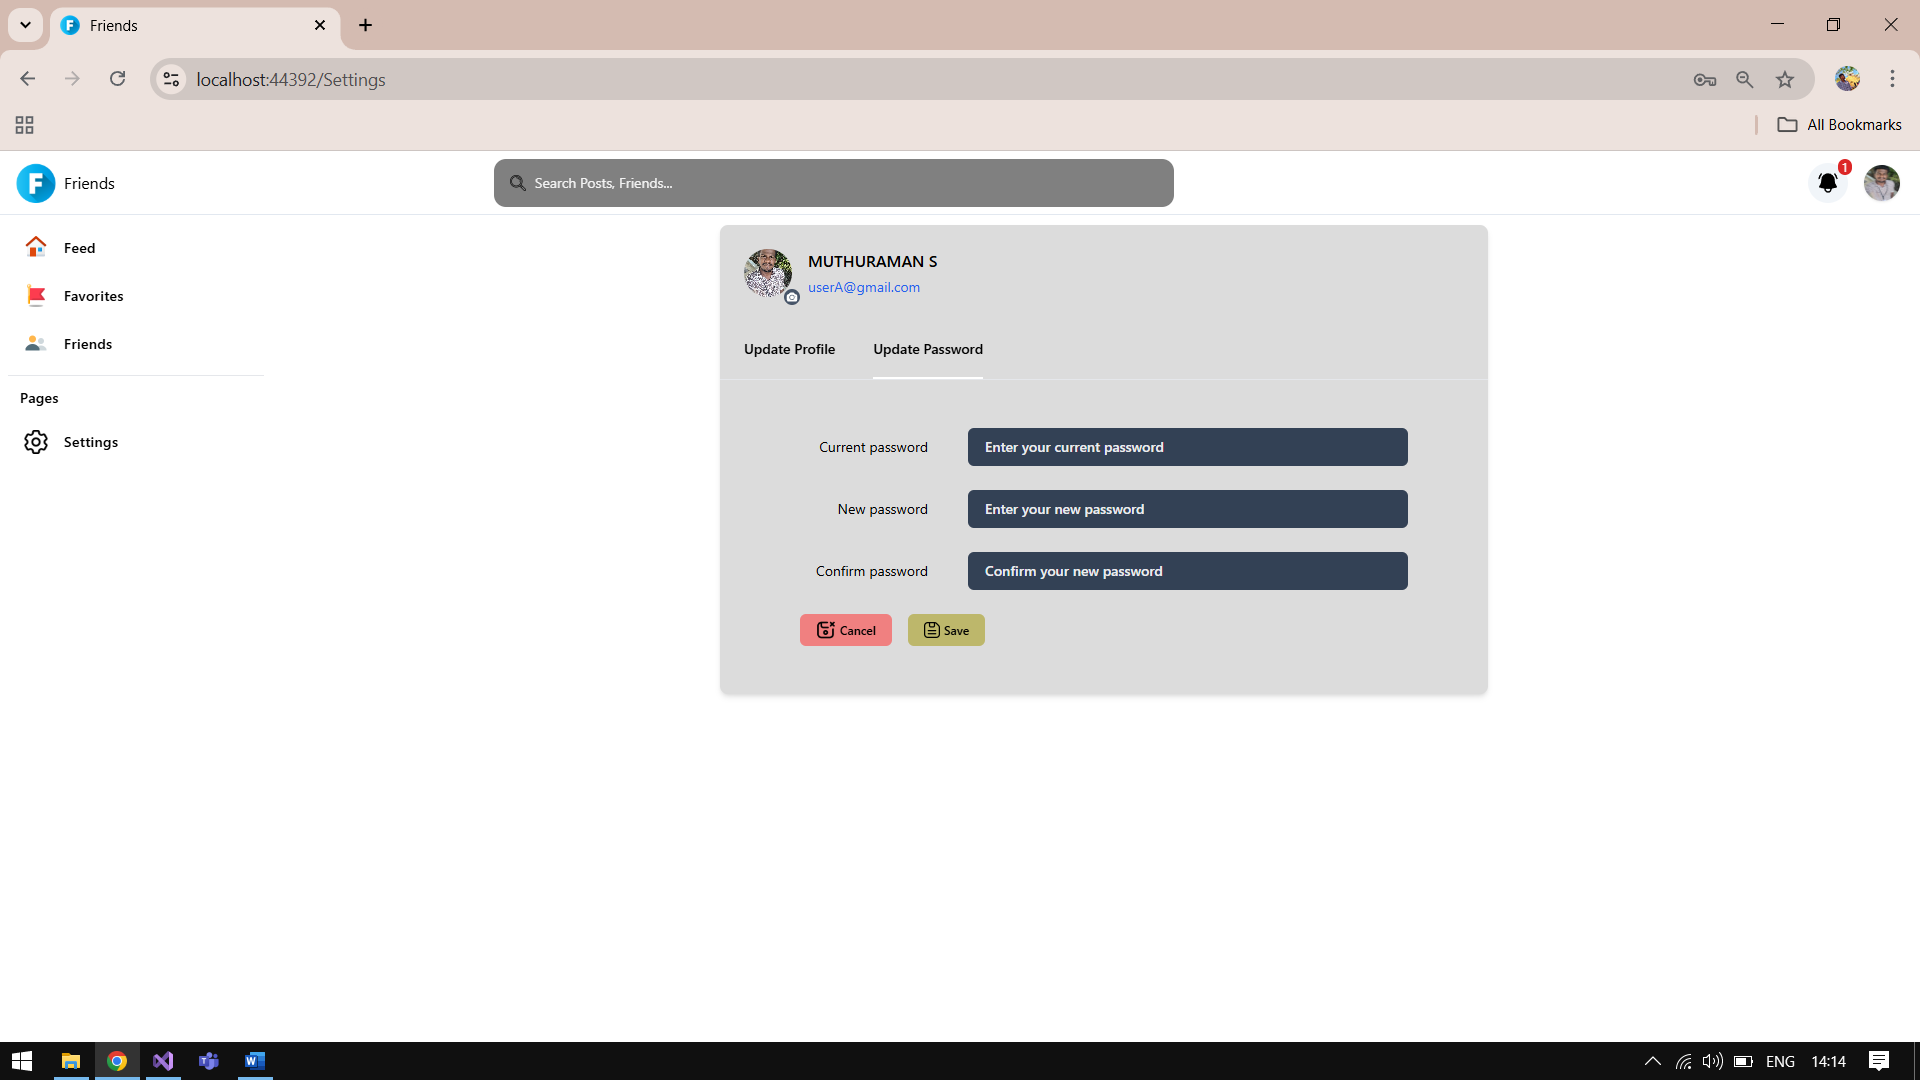 Friends
localhost:44392/Settings
All Bookmarks
F Friends
Search Posts, Friends...
1
Feed
Favorites
Friends
Pages
Settings
MUTHURAMAN S
userA@gmail.com
Update Profile Update Password
Current password Enter your current password
New password Enter your new password
Confirm password Confirm your new password
Cancel Save
ENG 14:14